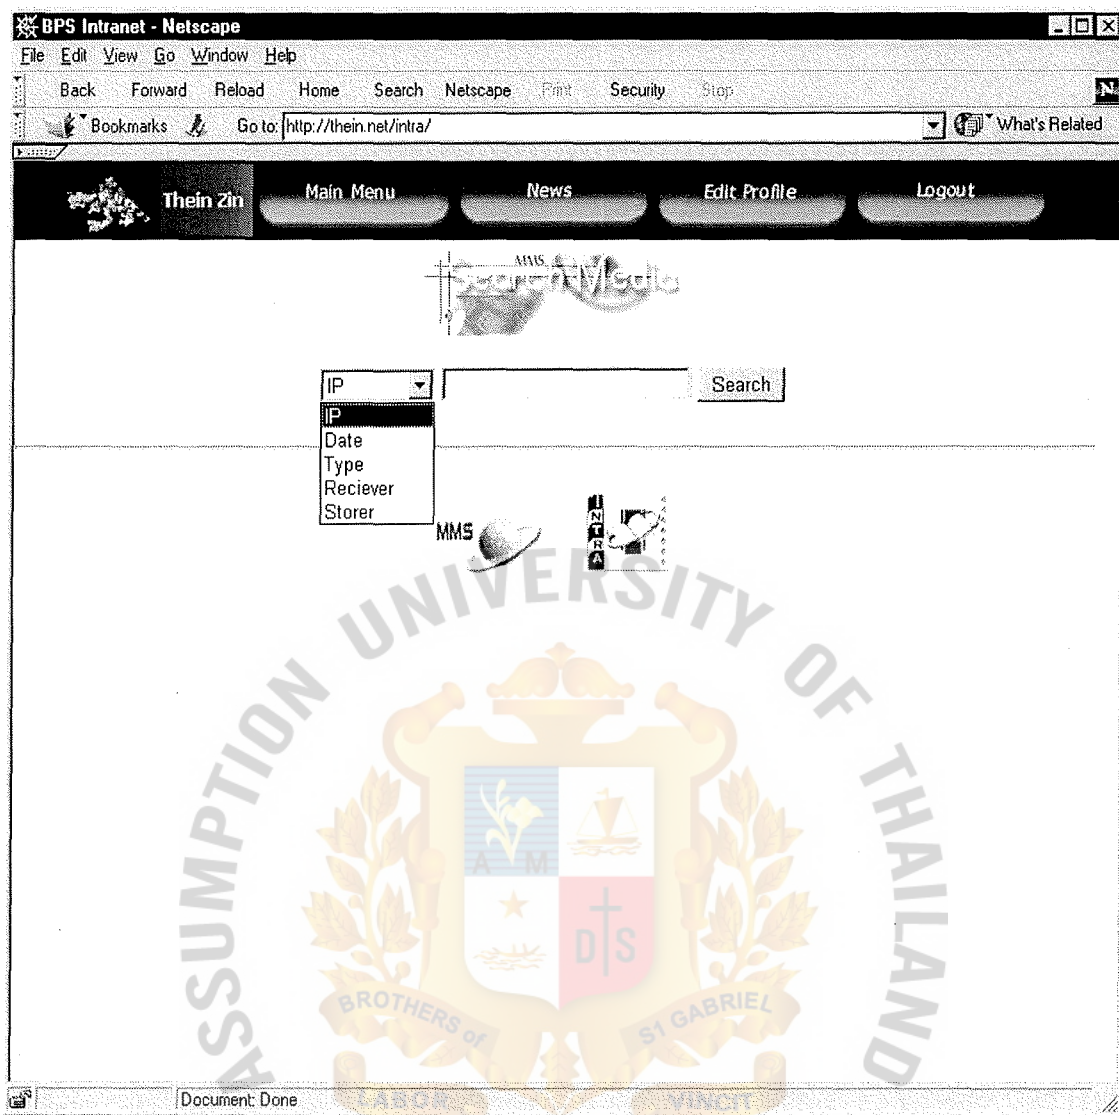 BPS Intranet - Netscape
File Edit View Go Window Help
Back Forward Reload Home Search Netscape Print Security Stop
N
Bookmarks Go to: http://thein.net/intra/ What's Related
Thein Zin Main Menu News Edit Profile Logout
MMS
Search Media
IP Search
IP
Date
Type
Reciever
Storer
MMS INTRA
ASSUMPTION UNIVERSITY OF THAILAND
A M
D S
BROTHERS of S1 GABRIEL
LABOR VINCIT
Document: Done